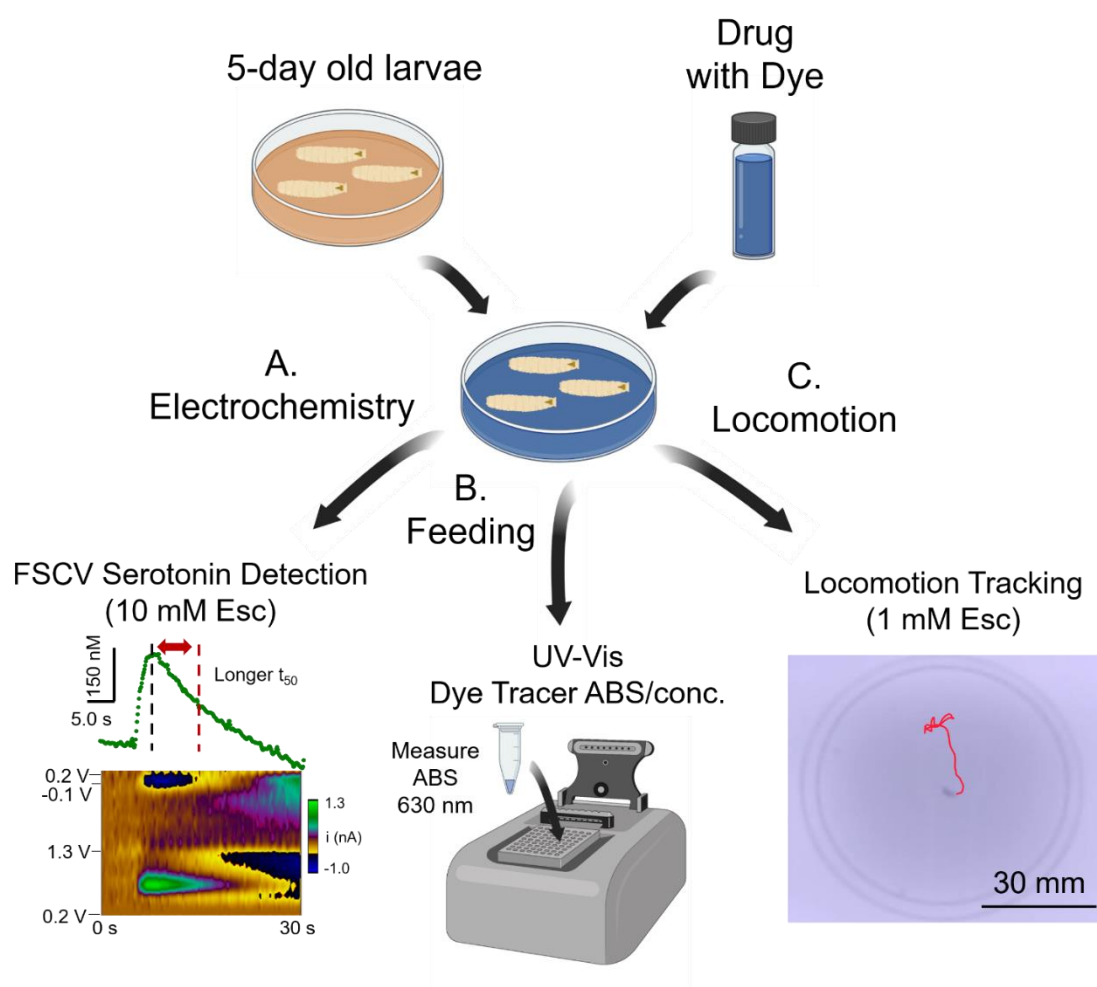 5-day old larvae
Drug
with Dye
A.
Electrochemistry
B.
Feeding
C.
Locomotion
FSCV Serotonin Detection
(10 mM Esc)
150 nM
5.0 s
Longer t₅₀
0.2 V
-0.1 V
1.3 V
0.2 V
0 s
30 s
1.3
i (nA)
-1.0
UV-Vis
Dye Tracer ABS/conc.
Measure
ABS
630 nm
Locomotion Tracking
(1 mM Esc)
30 mm